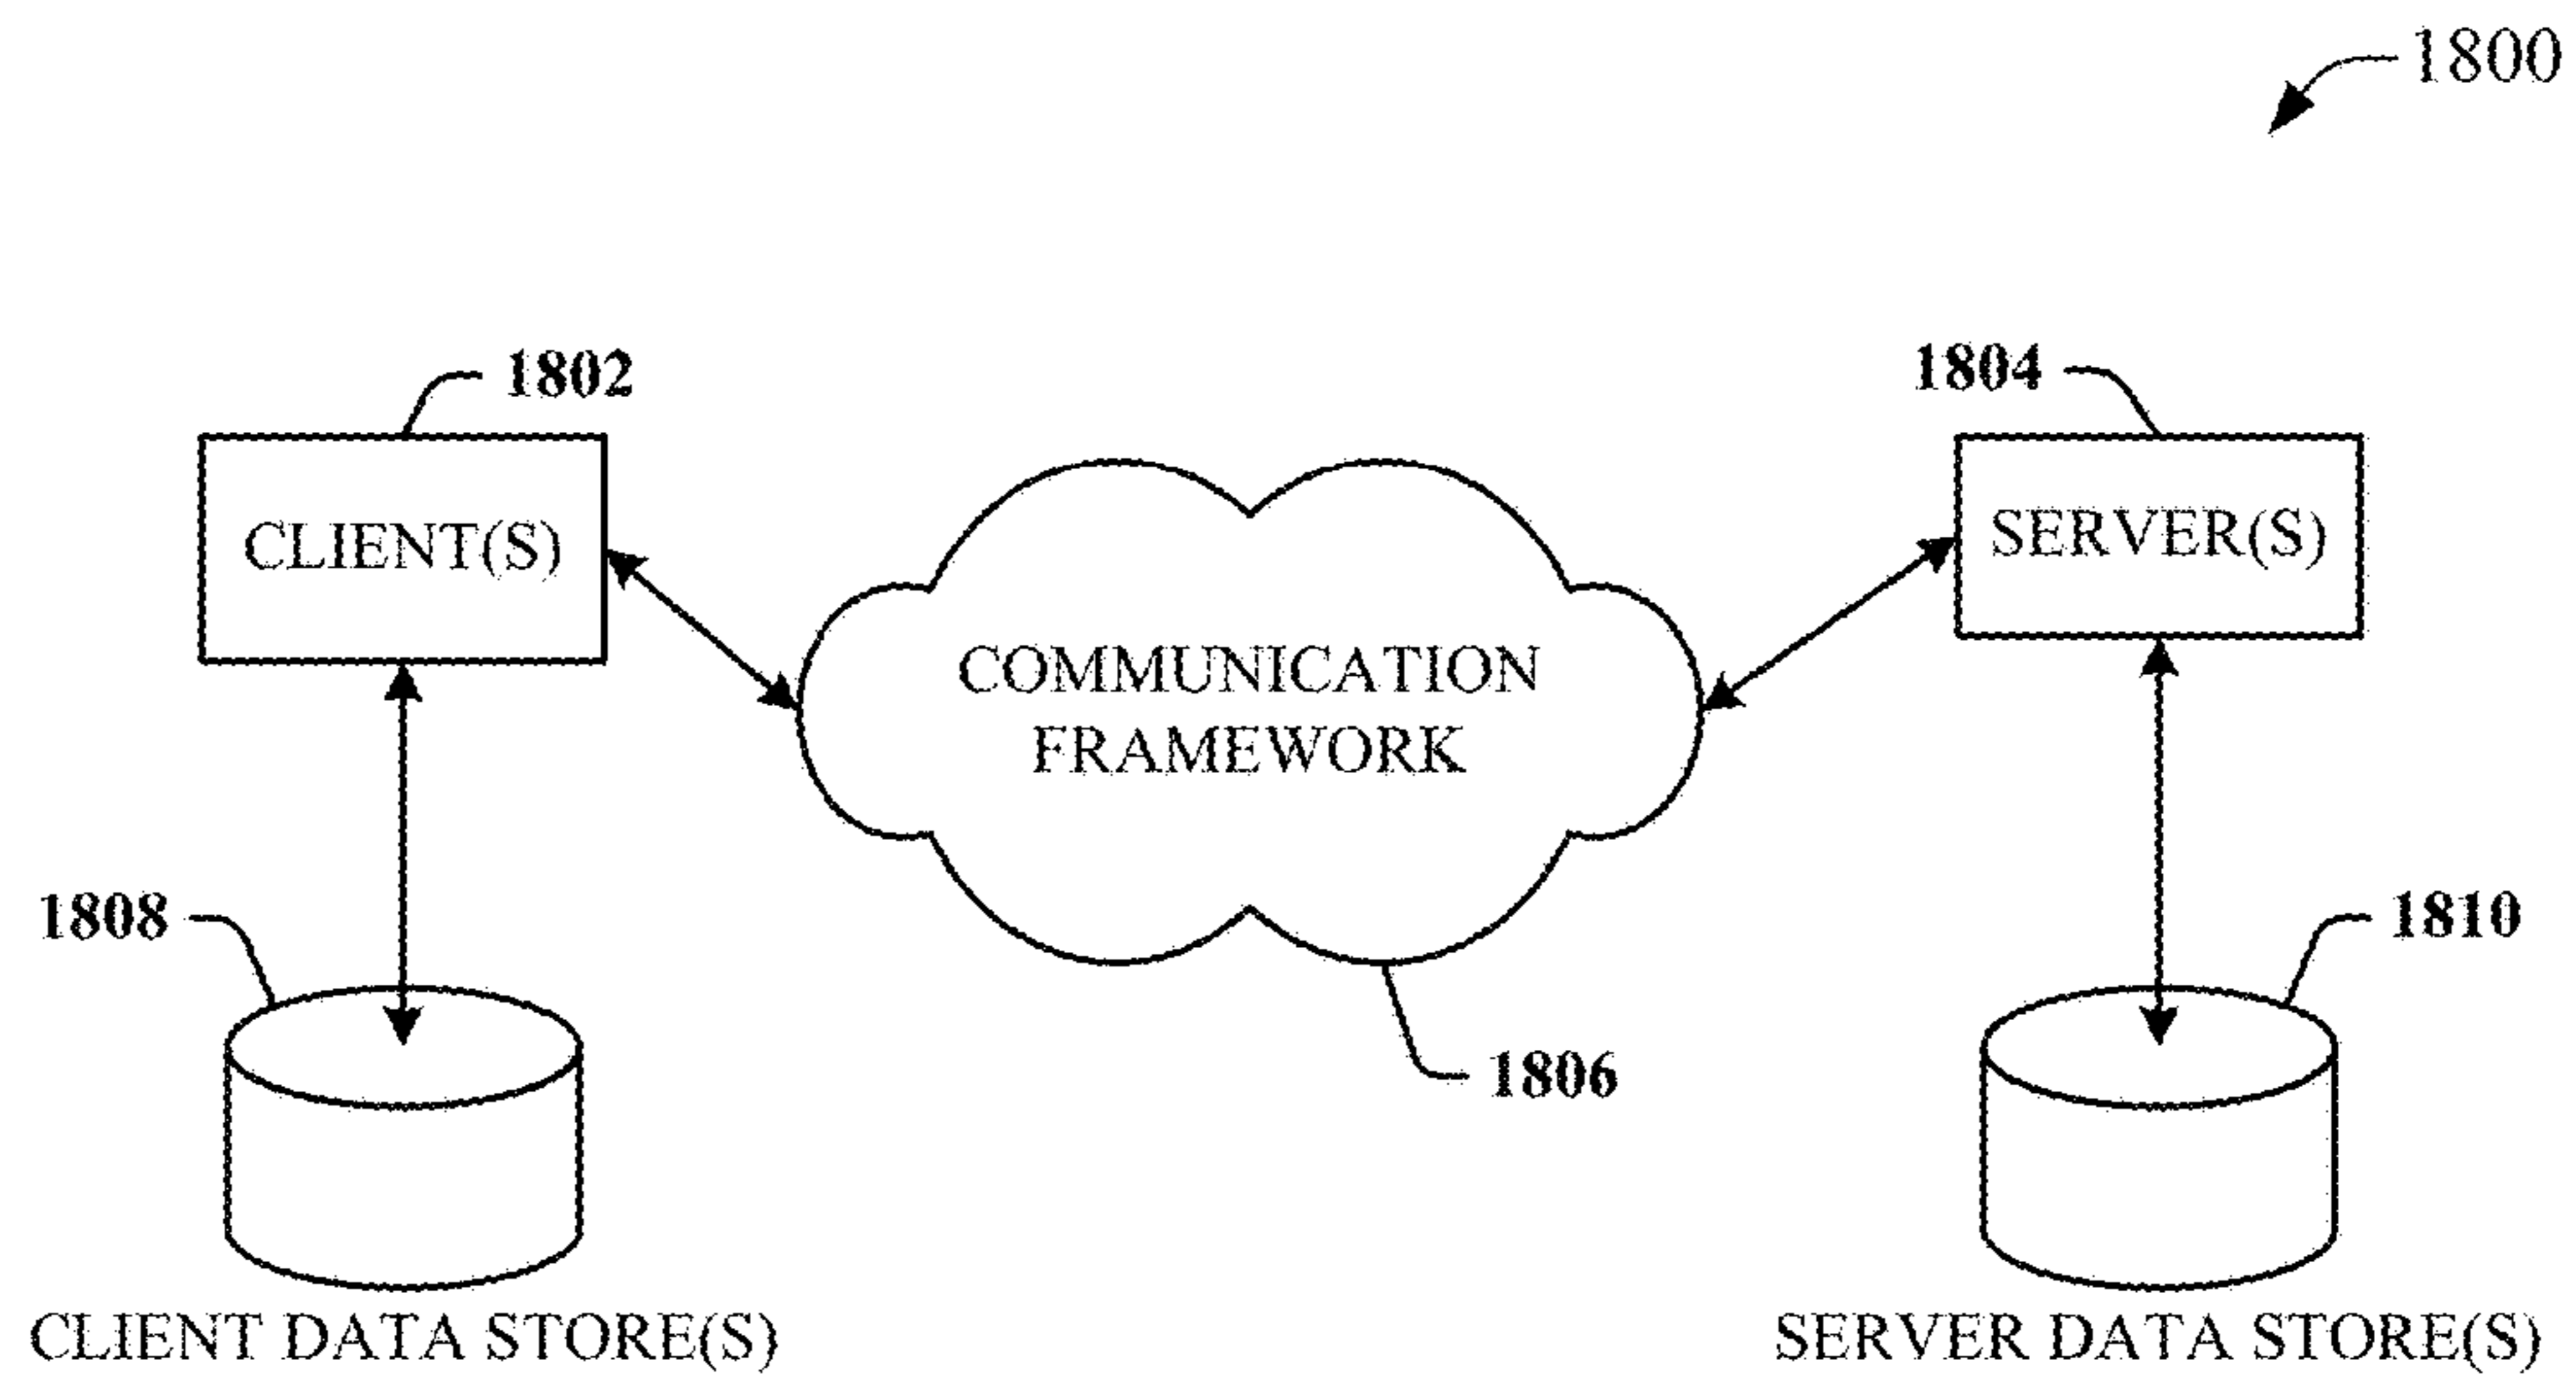 1800
1802
1804
CLIENT(S)
SERVER(S)
COMMUNICATION
FRAMEWORK
1808
1810
1806
CLIENT DATA STORE(S)
SERVER DATA STORE(S)